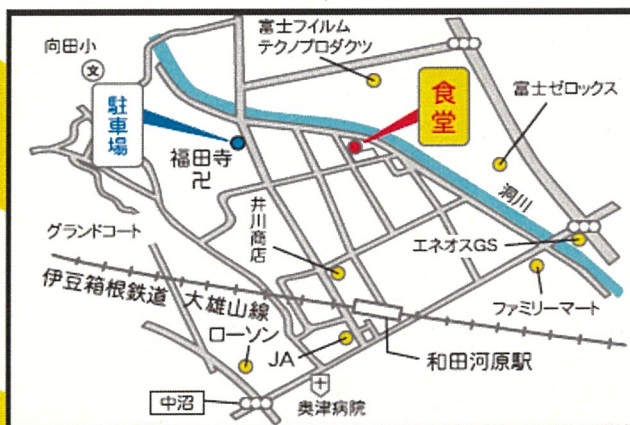 向田小
文
富士フイルム
テクノプロダクツ
駐車場
食堂
富士ゼロックス
福田寺
卍
洞川
井川商店
グランドコート
エネオスGS
伊豆箱根鉄道 大雄山線
ファミリーマート
ローソン
JA
和田河原駅
中沼
奥津病院